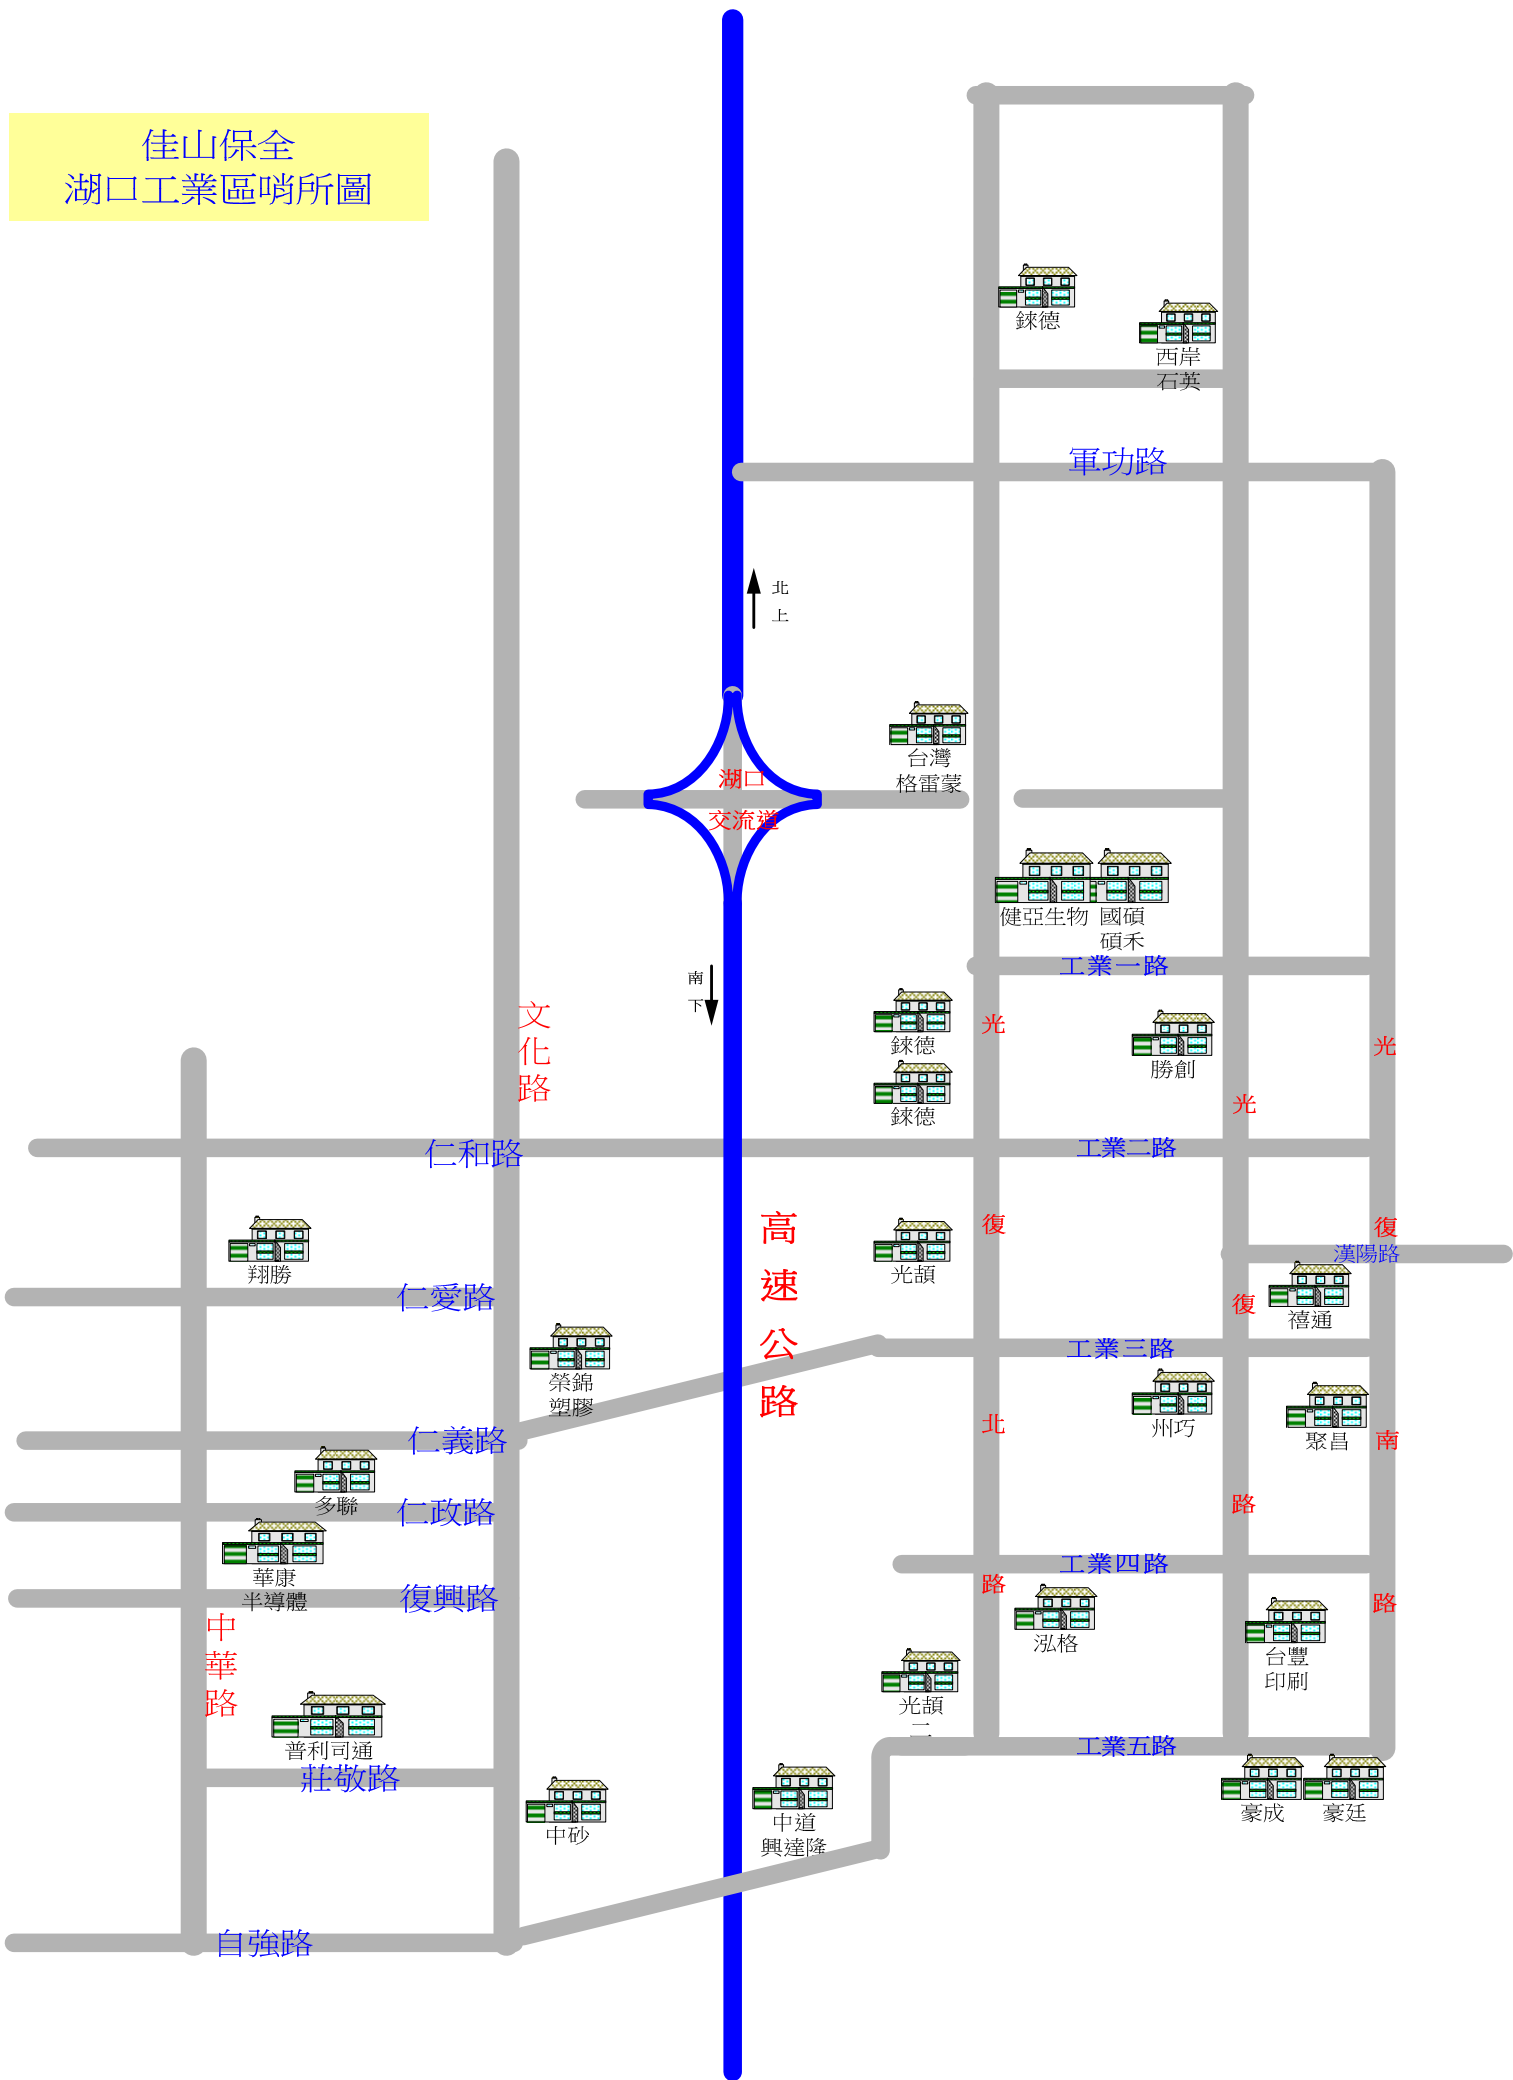 佳山保全
湖口工業區哨所圖
錸德
西岸
石英
軍功路
北
上
台灣
格雷蒙
湖口
交流道
健亞生物
國碩
碩禾
工業一路
南
下
文
化
路
錸德
錸德
勝創
光
復
北
路
光
復
路
光
復
南
路
仁和路
工業二路
高
速
公
路
翔勝
光頡
漢陽路
禧通
仁愛路
榮錦
塑膠
工業三路
州巧
聚昌
仁義路
多聯
仁政路
華康
半導體
復興路
工業四路
泓格
台豐
印刷
中
華
路
光頡
二
普利司通
莊敬路
工業五路
中砂
中道
興達隆
豪成
豪廷
自強路